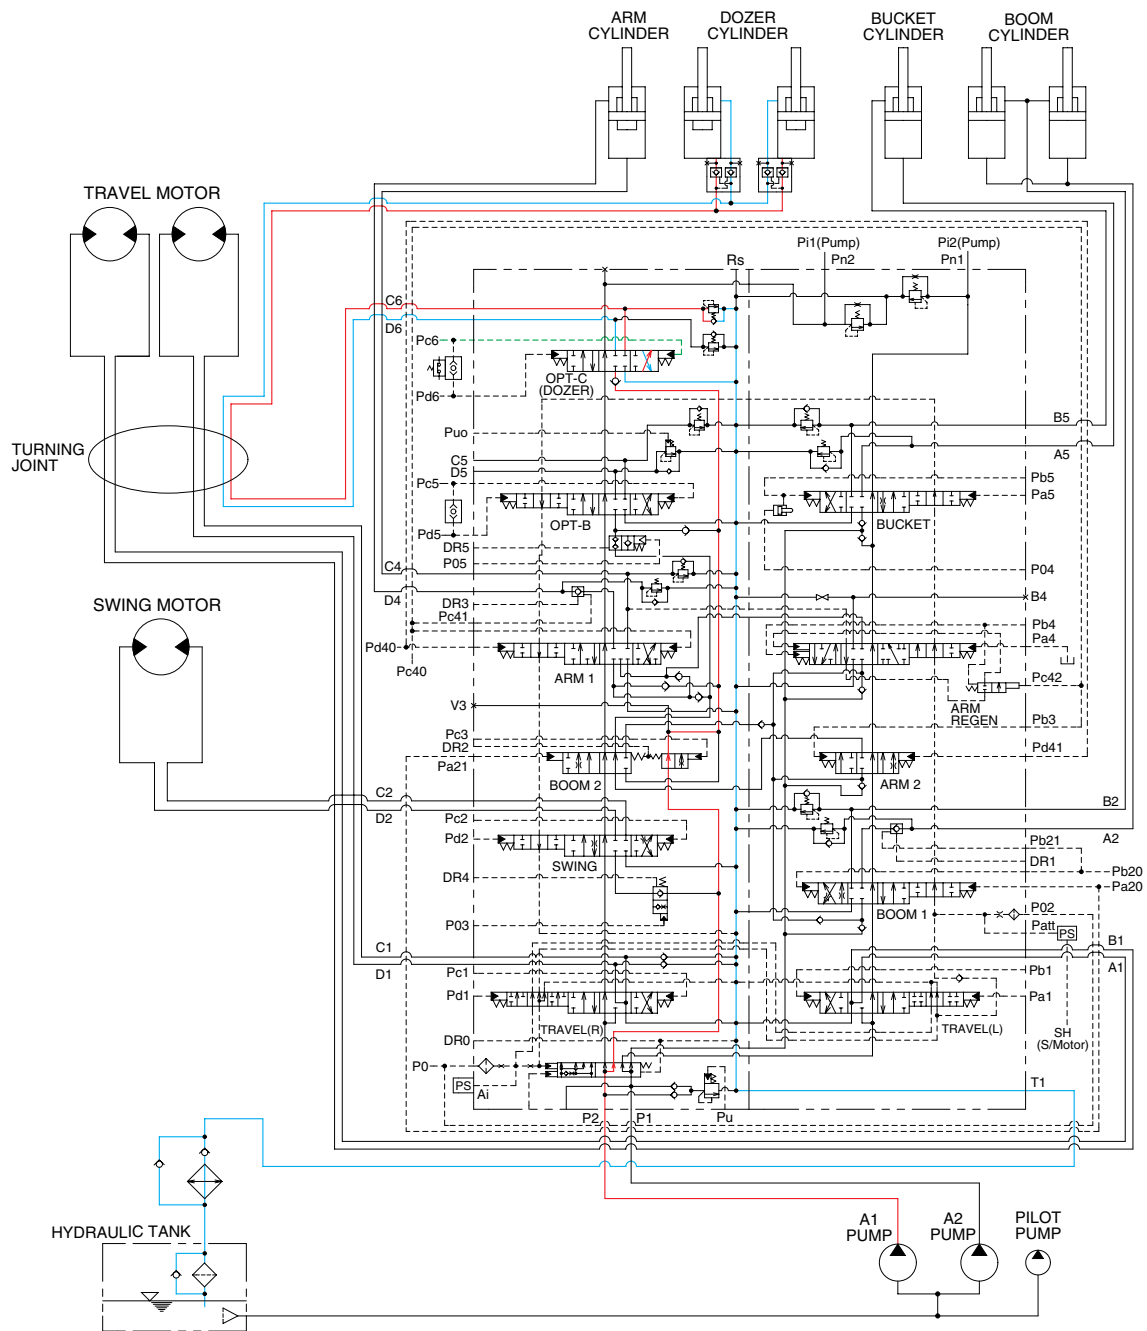 ARM
CYLINDER
DOZER
CYLINDER
BUCKET
CYLINDER
BOOM
CYLINDER
TRAVEL MOTOR
Pi1(Pump)
Pn2
Pi2(Pump)
Pn1
Rs
C6
D6
Pc6
OPT-C
(DOZER)
Pd6
Puo
B5
A5
C5
D5
Pc5
Pb5
Pa5
TURNING
JOINT
OPT-B
BUCKET
Pd5
DR5
P05
P04
C4
D4
B4
DR3
Pc41
SWING MOTOR
Pb4
Pa4
Pd40
Pc40
ARM 1
Pc42
ARM
REGEN
V3
Pb3
Pc3
DR2
Pa21
Pd41
BOOM 2
ARM 2
C2
D2
B2
A2
Pc2
Pd2
Pb21
DR1
SWING
DR4
Pb20
Pa20
BOOM 1
P03
P02
Patt
PS
C1
D1
B1
A1
Pc1
Pd1
Pb1
Pa1
TRAVEL(R)
TRAVEL(L)
SH
(S/Motor)
DR0
P0
PS
Ai
T1
P2
P1
Pu
HYDRAULIC TANK
A1
PUMP
A2
PUMP
PILOT
PUMP